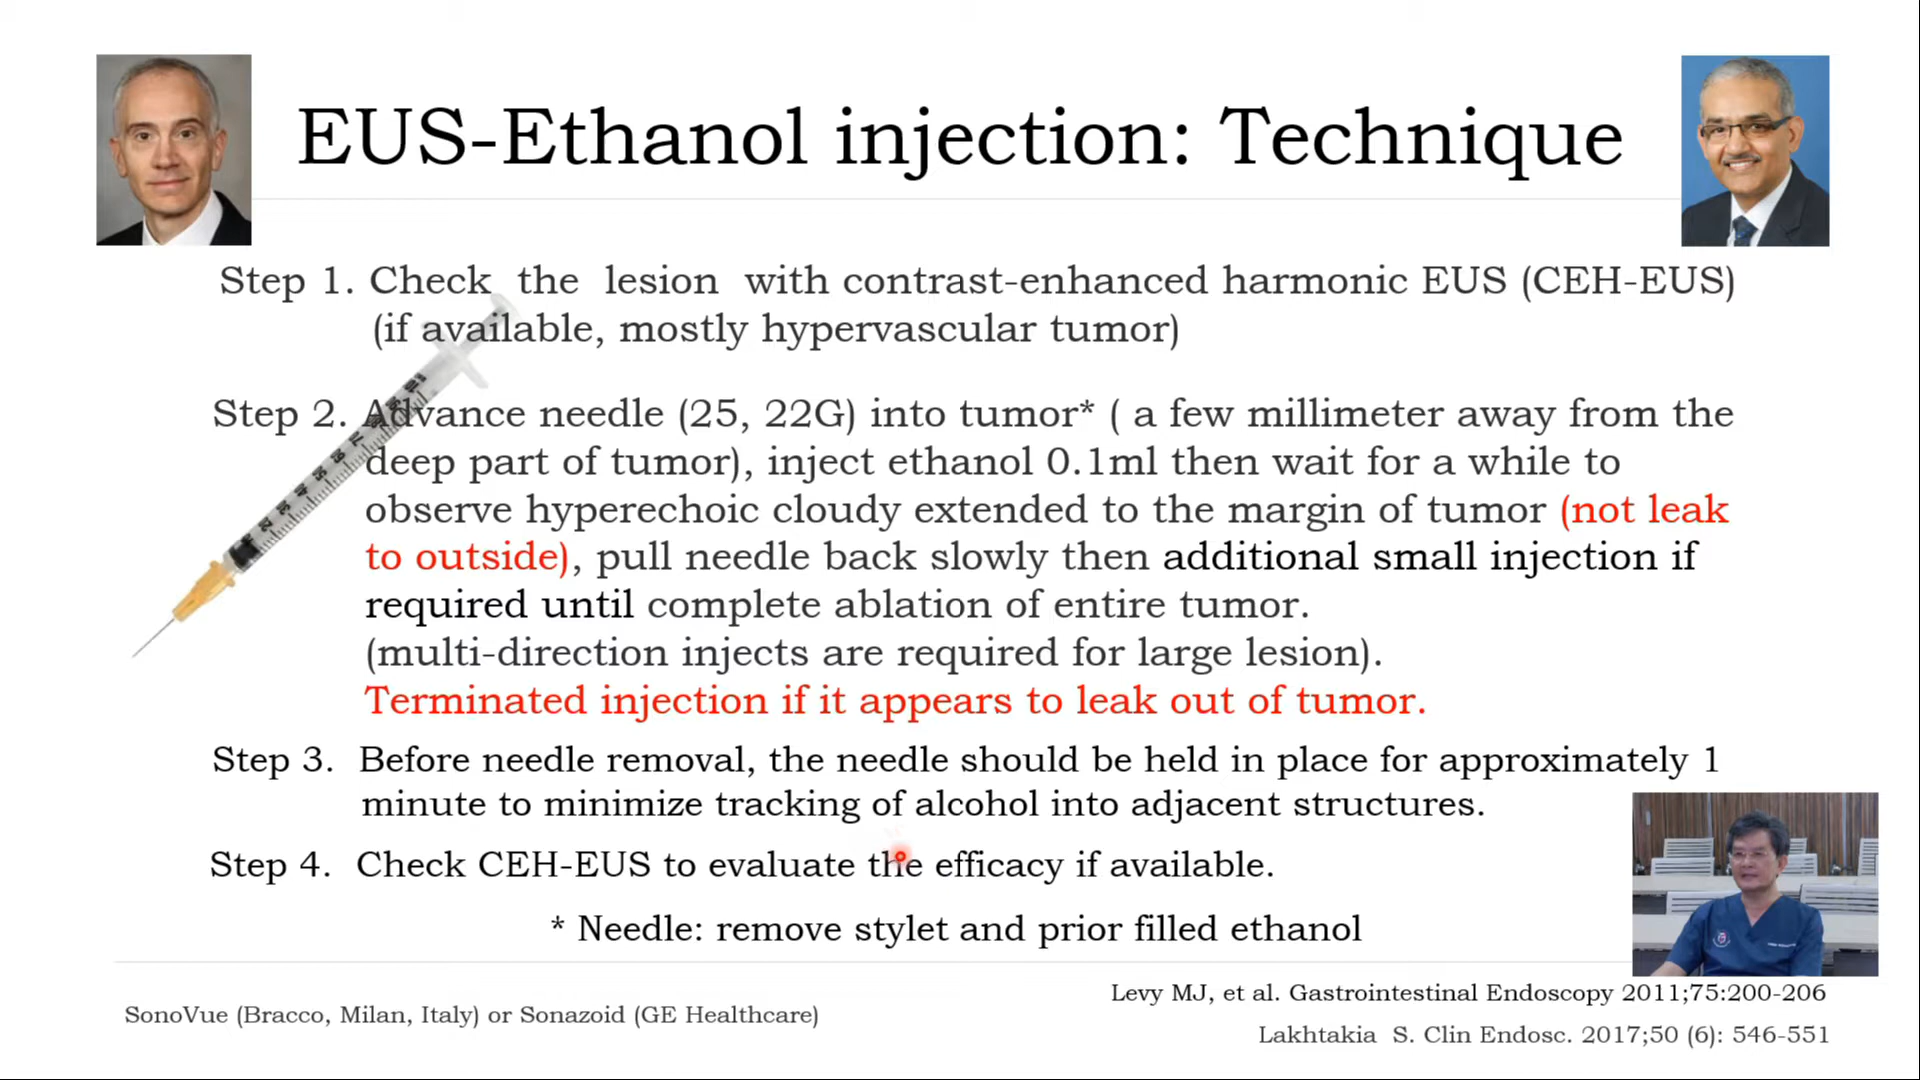 EUS-Ethanol injection: Technique
Step 1. Check the lesion with contrast-enhanced harmonic EUS (CEH-EUS)
(if available, mostly hypervascular tumor)
Step 2. Advance needle (25, 22G) into tumor* ( a few millimeter away from the
deep part of tumor), inject ethanol 0.1ml then wait for a while to
observe hyperechoic cloudy extended to the margin of tumor (not leak
to outside), pull needle back slowly then additional small injection if
required until complete ablation of entire tumor.
(multi-direction injects are required for large lesion).
Terminated injection if it appears to leak out of tumor.
Step 3. Before needle removal, the needle should be held in place for approximately 1
minute to minimize tracking of alcohol into adjacent structures.
Step 4. Check CEH-EUS to evaluate the efficacy if available.
* Needle: remove stylet and prior filled ethanol
Levy MJ, et al. Gastrointestinal Endoscopy 2011;75:200-206
SonoVue (Bracco, Milan, Italy) or Sonazoid (GE Healthcare)
Lakhtakia S. Clin Endosc. 2017;50 (6): 546-551